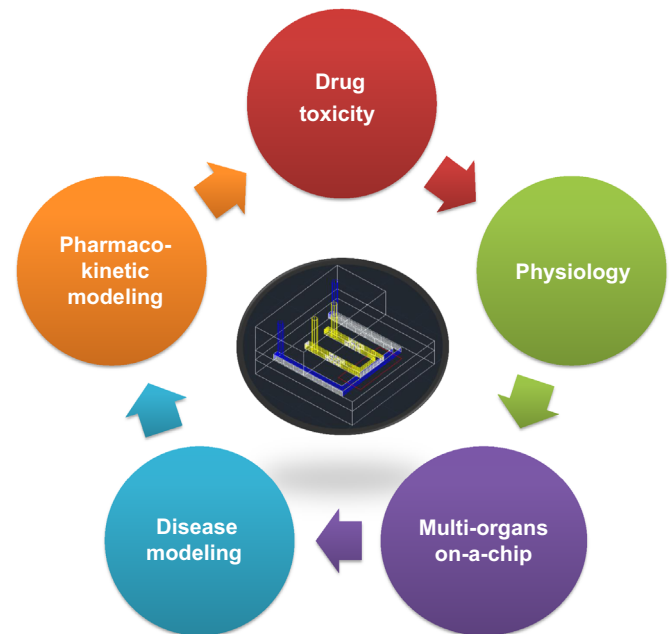 Drug
toxicity
Physiology
Multi-organs
on-a-chip
Disease
modeling
Pharmaco-
kinetic
modeling